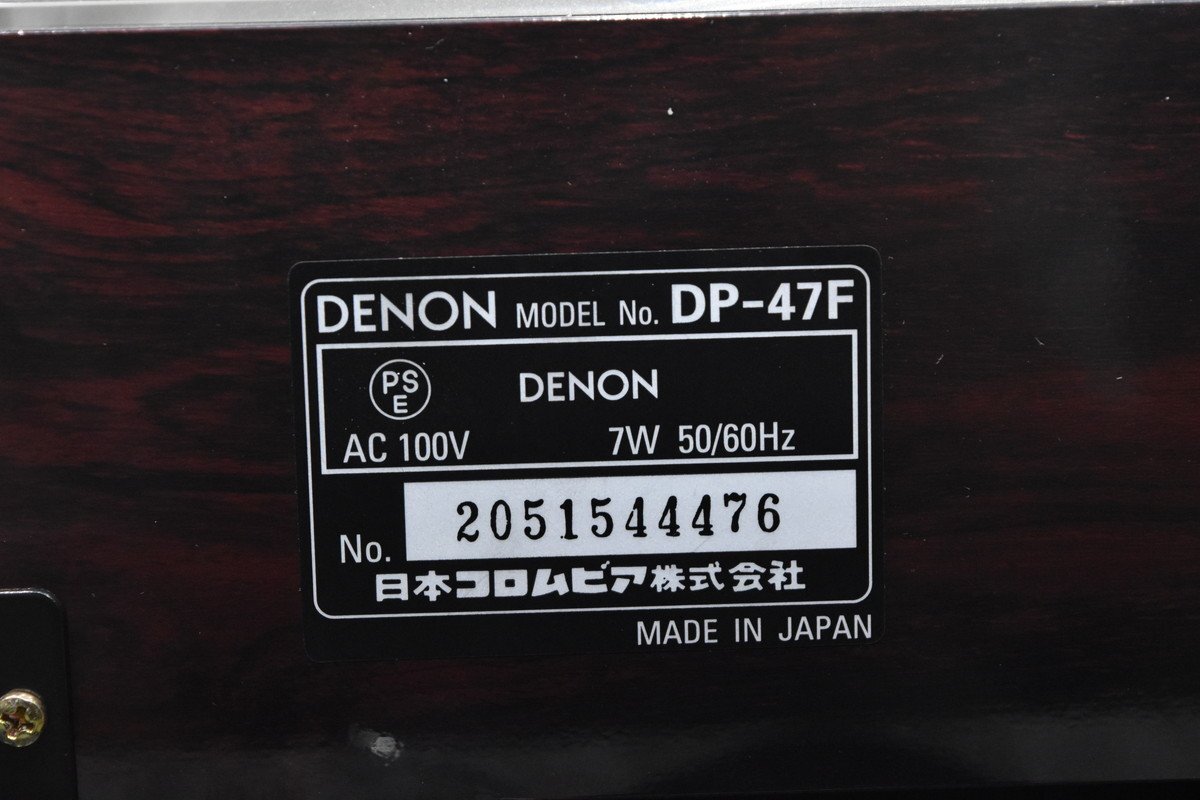 DENON MODEL No. DP-47F
PSE DENON
AC 100V 7W 50/60Hz
No. 2051544476
日本コロムビア株式会社
MADE IN JAPAN